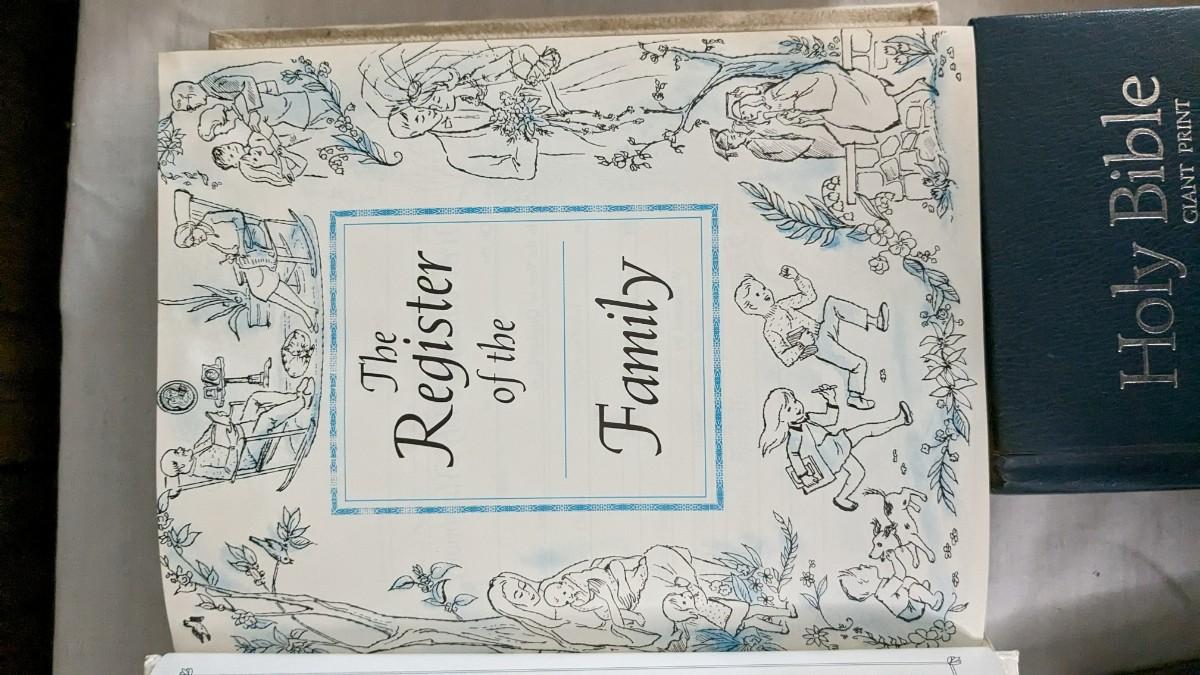 The
Register
of the
Family
Holy Bible
GIANT PRINT